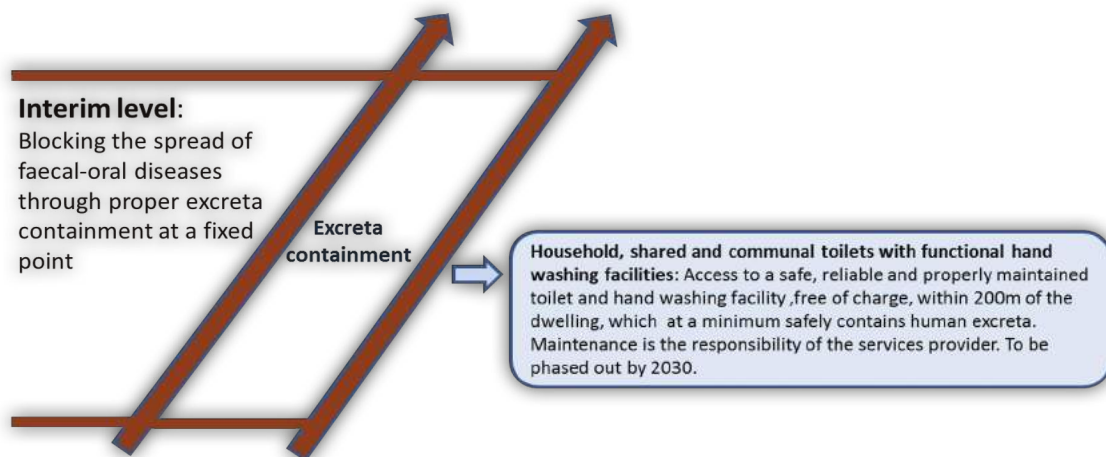 Interim level:
Blocking the spread of
faecal-oral diseases
through proper excreta
containment at a fixed
point
Excreta
containment
Household, shared and communal toilets with functional hand
washing facilities: Access to a safe, reliable and properly maintained
toilet and hand washing facility ,free of charge, within 200m of the
dwelling, which at a minimum safely contains human excreta.
Maintenance is the responsibility of the services provider. To be
phased out by 2030.